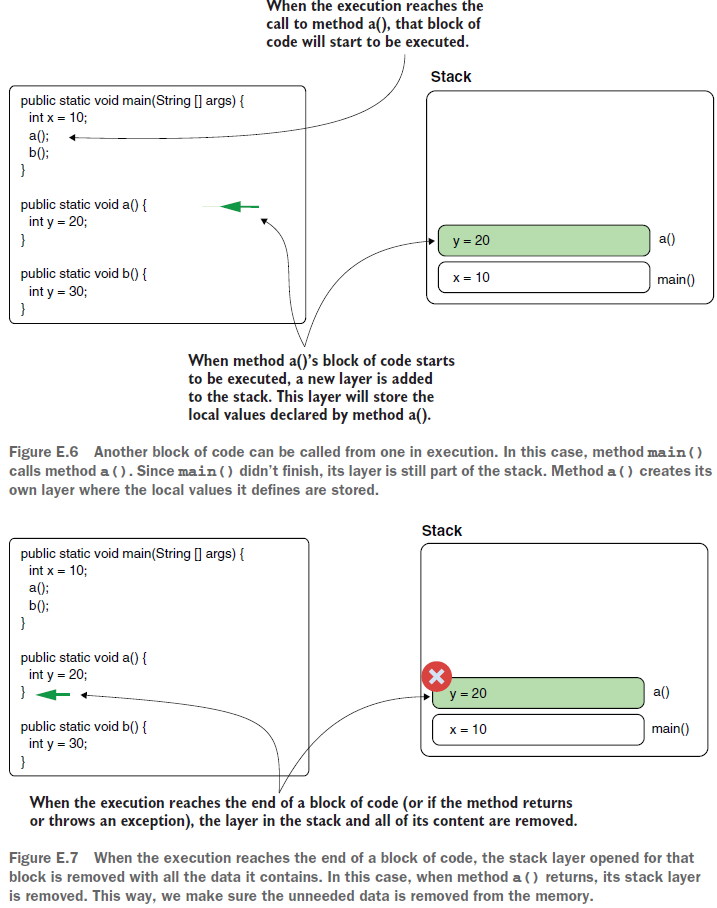 When the execution reaches the
call to method a(), that block of
code will start to be executed.
Stack
public static void main(String [] args) {
int x = 10;
a();
b();
}
public static void a() {
int y = 20;
}
public static void b() {
int y = 30;
}
y = 20
a()
x = 10
main()
When method a()’s block of code starts
to be executed, a new layer is added
to the stack. This layer will store the
local values declared by method a().
Figure E.6 Another block of code can be called from one in execution. In this case, method main()
calls method a(). Since main() didn’t finish, its layer is still part of the stack. Method a() creates its
own layer where the local values it defines are stored.
Stack
public static void main(String [] args) {
int x = 10;
a();
b();
}
public static void a() {
int y = 20;
}
public static void b() {
int y = 30;
}
y = 20
a()
x = 10
main()
When the execution reaches the end of a block of code (or if the method returns
or throws an exception), the layer in the stack and all of its content are removed.
Figure E.7 When the execution reaches the end of a block of code, the stack layer opened for that
block is removed with all the data it contains. In this case, when method a() returns, its stack layer
is removed. This way, we make sure the unneeded data is removed from the memory.